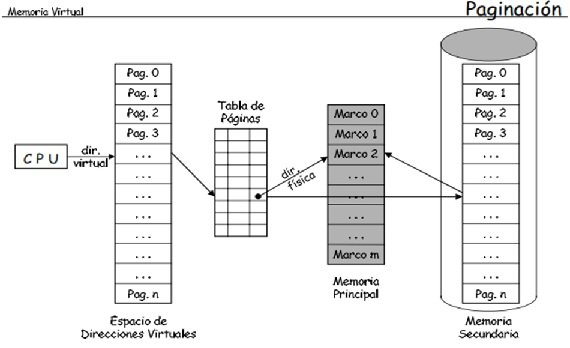 Memoria Virtual
Paginación
CPU
dir.
virtual
Pag. 0
Pag. 1
Pag. 2
Pag. 3
...
...
...
...
...
...
...
Pag. n
Espacio de
Direcciones Virtuales
Tabla de
Páginas
dir.
física
Marco 0
Marco 1
Marco 2
...
...
...
...
Marco m
Memoria
Principal
Pag. 0
Pag. 1
Pag. 2
Pag. 3
...
...
...
...
...
...
...
Pag. n
Memoria
Secundaria